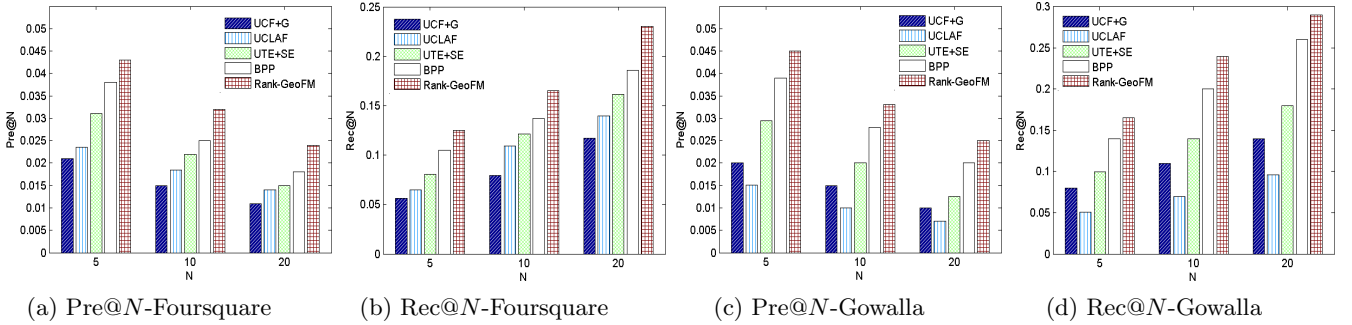 0.05
0.045
0.04
0.035
0.03
0.025
0.02
0.015
0.01
0.005
0
Pre@N
5
10
20
N
UCF+G
UCLAF
UTE+SE
BPP
Rank-GeoFM
(a) Pre@N-Foursquare
0.25
0.2
0.15
0.1
0.05
0
Rec@N
5
10
20
N
UCF+G
UCLAF
UTE+SE
BPP
Rank-GeoFM
(b) Rec@N-Foursquare
0.05
0.045
0.04
0.035
0.03
0.025
0.02
0.015
0.01
0.005
0
Pre@N
5
10
20
N
UCF+G
UCLAF
UTE+SE
BPP
Rank-GeoFM
(c) Pre@N-Gowalla
0.3
0.25
0.2
0.15
0.1
0.05
0
Rec@N
5
10
20
N
UCF+G
UCLAF
UTE+SE
BPP
Rank-GeoFM
(d) Rec@N-Gowalla